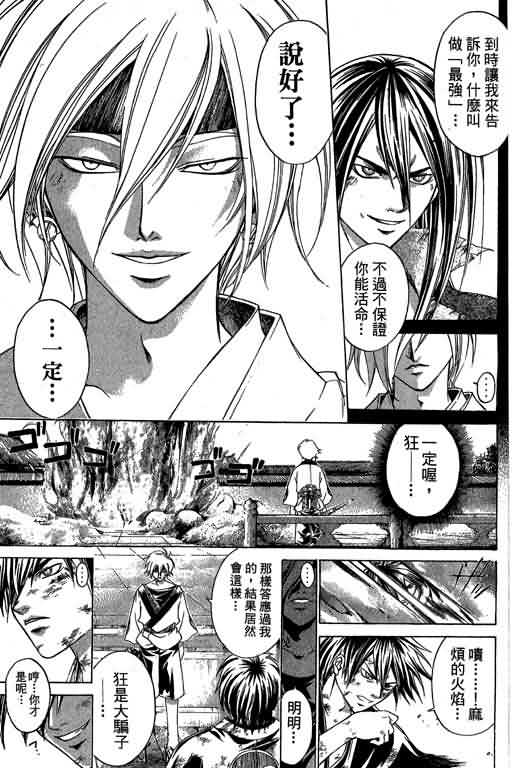 到時讓我來告
訴你，什麼叫
做「最強」…
不過不保證
你能活命…
…
說好了…
…一定…
一定喔，
狂——…
ゴゴゴ
ゴゴゴ
嘖……！麻
煩的火焰…
…
明明…
那樣答應過我
的，結果居然
會這樣…
狂是大騙
子
…
哼…你才
是呢…